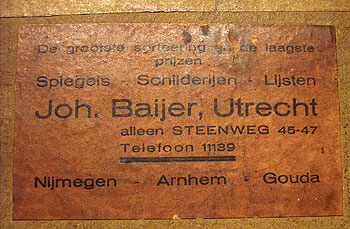 De grootste sorteering en de laagste
prijzen
Spiegels - Schilderijen - Lijsten
Joh. Baijer, Utrecht
alleen STEENWEG 45-47
Telefoon 11139
Nijmegen - Arnhem - Gouda